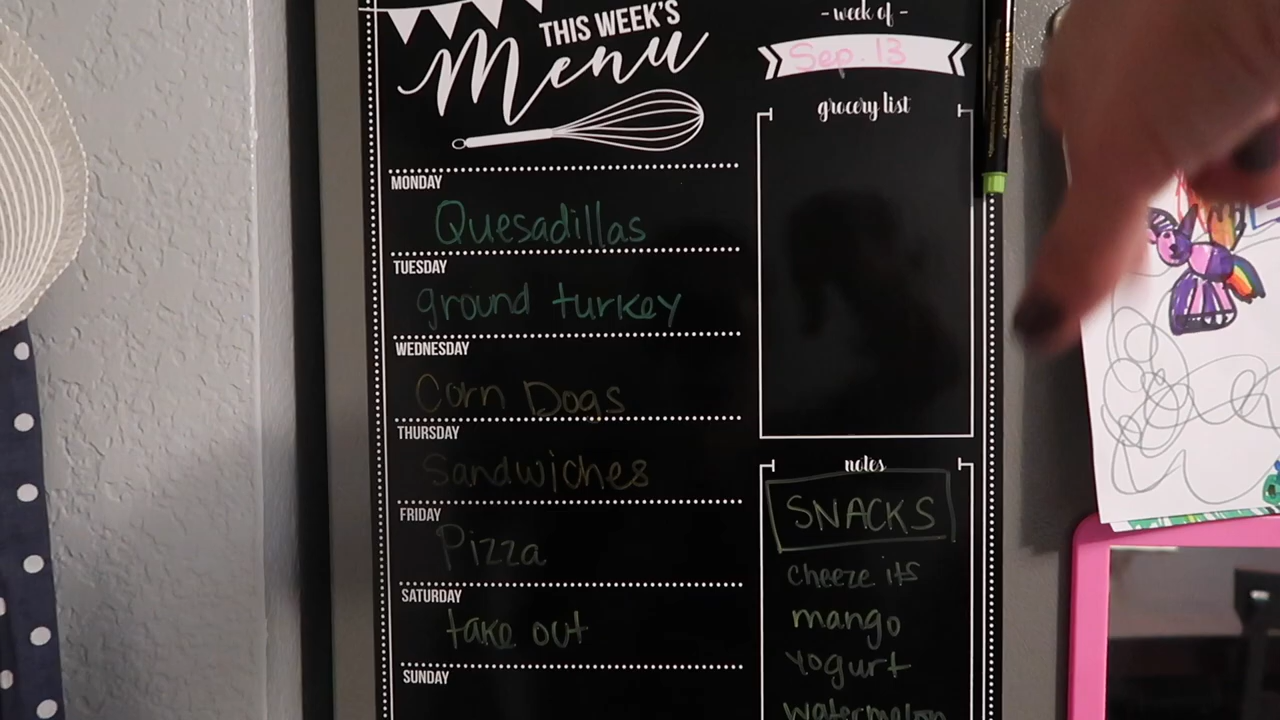 THIS WEEK'S
Menu
MONDAY
Quesadillas
TUESDAY
ground turkey
WEDNESDAY
Corn Dogs
THURSDAY
Sandwiches
FRIDAY
Pizza
SATURDAY
take out
SUNDAY
- week of -
Sep. 13
grocery list
notes
SNACKS
cheeze its
mango
yogurt
watermelon